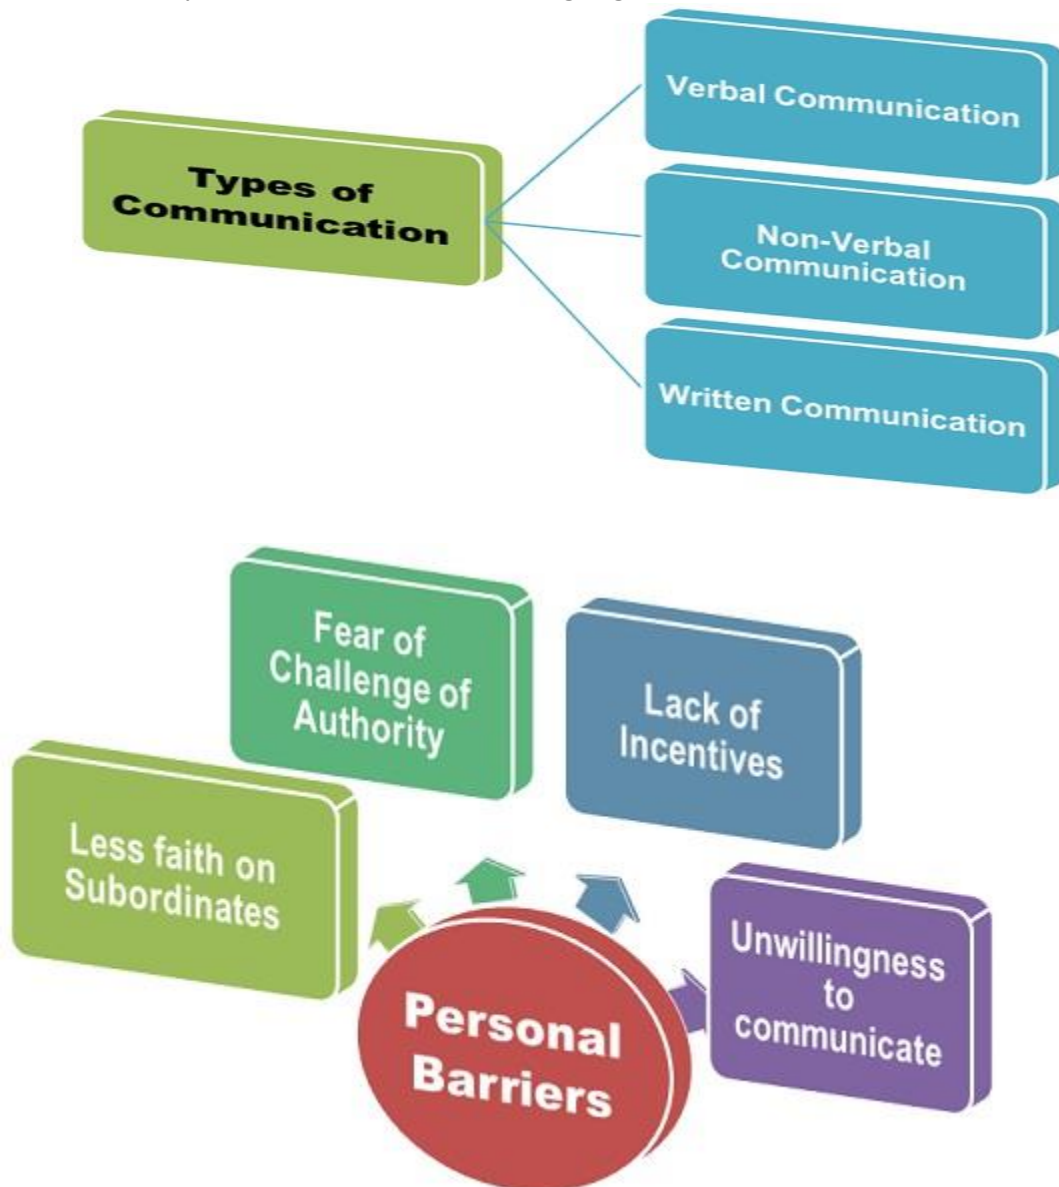 Verbal Communication
Types of
Communication
Non-Verbal
Communication
Written Communication
Fear of
Challenge of
Authority
Lack of
Incentives
Less faith on
Subordinates
Unwillingness
to
communicate
Personal
Barriers